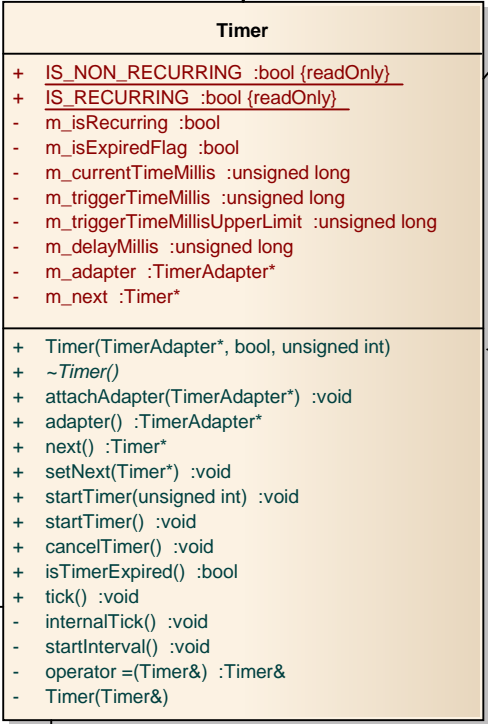 Timer
+ IS_NON_RECURRING :bool {readOnly}
+ IS_RECURRING :bool {readOnly}
- m_isRecurring :bool
- m_isExpiredFlag :bool
- m_currentTimeMillis :unsigned long
- m_triggerTimeMillis :unsigned long
- m_triggerTimeMillisUpperLimit :unsigned long
- m_delayMillis :unsigned long
- m_adapter :TimerAdapter*
- m_next :Timer*
+ Timer(TimerAdapter*, bool, unsigned int)
+ ~Timer()
+ attachAdapter(TimerAdapter*) :void
+ adapter() :TimerAdapter*
+ next() :Timer*
+ setNext(Timer*) :void
+ startTimer(unsigned int) :void
+ startTimer() :void
+ cancelTimer() :void
+ isTimerExpired() :bool
+ tick() :void
- internalTick() :void
- startInterval() :void
- operator =(Timer&) :Timer&
- Timer(Timer&)